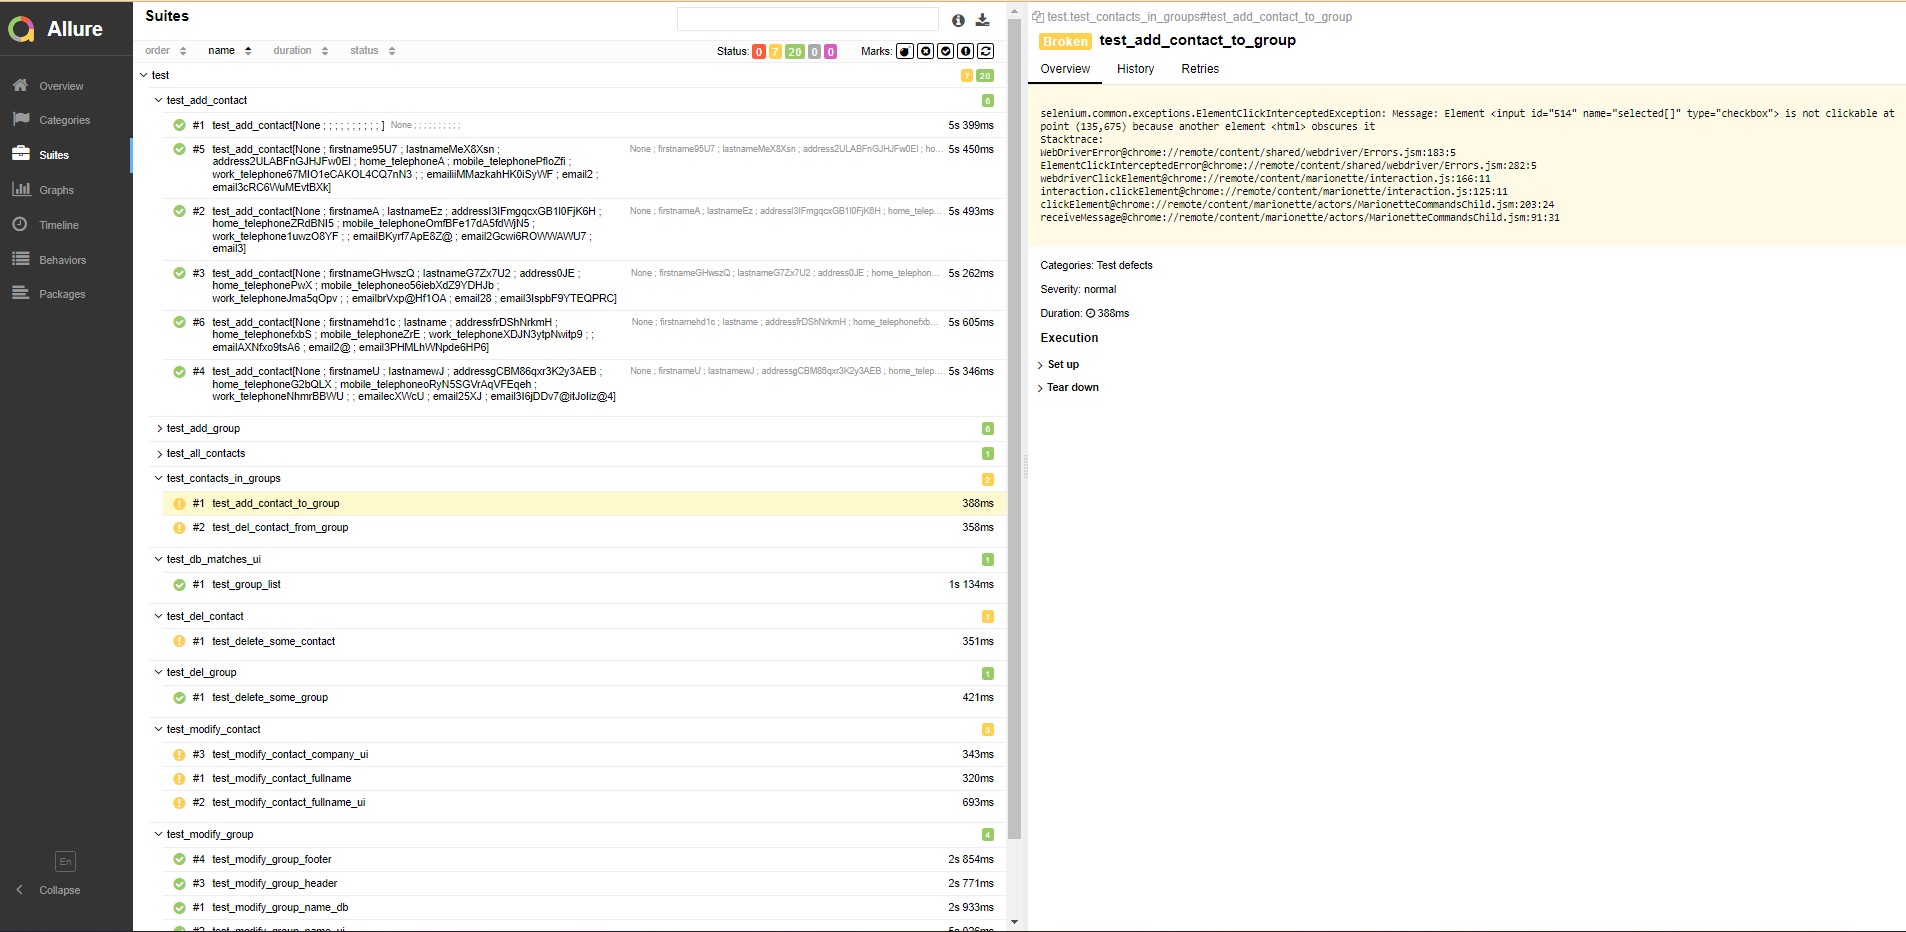 Allure
Overview
Categories
Suites
Graphs
Timeline
Behaviors
Packages
En
Collapse
Suites
order name duration status
Status: 0 7 20 0 0 Marks:
test 7 20
test_add_contact 6
#1 test_add_contact[None ; ; ; ; ; ; ; ; ; ; ] None ; ; ; ; ; ; ; ; ; ; 5s 399ms
#5 test_add_contact[None ; firstname95U7 ; lastnameMeX8Xsn ; None ; firstname95U7 ; lastnameMeX8Xsn ; address2ULABFnGJHJFw0EI ; ho... 5s 450ms
address2ULABFnGJHJFw0EI ; home_telephoneA ; mobile_telephonePfloZfi ;
work_telephone67MIO1eCAKOL4CQ7nN3 ; ; emailiiMMazkahHK0iSyWF ; email2 ;
email3cRC6WuMEvtBXk]
#2 test_add_contact[None ; firstnameA ; lastnameEz ; addressI3IFmgqcxGB1I0FjK6H ; None ; firstnameA ; lastnameEz ; addressI3IFmgqcxGB1I0FjK6H ; home_telep... 5s 493ms
home_telephoneZRdBNI5 ; mobile_telephoneOmfBFe17dA5fdWjN5 ;
work_telephone1uwzO8YF ; ; emailBKyrf7ApE8Z@ ; email2Gcwi6ROWWAWU7 ;
email3]
#3 test_add_contact[None ; firstnameGHwszQ ; lastnameG7Zx7U2 ; address0JE ; None ; firstnameGHwszQ ; lastnameG7Zx7U2 ; address0JE ; home_telephon... 5s 262ms
home_telephonePwX ; mobile_telephoneo56iebXdZ9YDHJb ;
work_telephoneJma5qOpv ; ; emailbrVxp@Hf1OA ; email28 ; email3IspbF9YTEQPRC]
#6 test_add_contact[None ; firstnamehd1c ; lastname ; addressfrDShNrkmH ; None ; firstnamehd1c ; lastname ; addressfrDShNrkmH ; home_telephonefxb... 5s 605ms
home_telephonefxbS ; mobile_telephoneZrE ; work_telephoneXDJN3ytpNwitp9 ; ;
emailAXNfxo9tsA6 ; email2@ ; email3PHMLhWNpde6HP6]
#4 test_add_contact[None ; firstnameU ; lastnamewJ ; addressgCBM86qxr3K2y3AEB ; None ; firstnameU ; lastnamewJ ; addressgCBM86qxr3K2y3AEB ; home_telep... 5s 346ms
home_telephoneG2bQLX ; mobile_telephoneoRyN5SGVrAqVFEqeh ;
work_telephoneNhmrBBWU ; ; emailecXWcU ; email25XJ ; email3I6jDDv7@itJoIiz@4]
test_add_group 6
test_all_contacts 1
test_contacts_in_groups 2
#1 test_add_contact_to_group 388ms
#2 test_del_contact_from_group 358ms
test_db_matches_ui 1
#1 test_group_list 1s 134ms
test_del_contact 1
#1 test_delete_some_contact 351ms
test_del_group 1
#1 test_delete_some_group 421ms
test_modify_contact 3
#3 test_modify_contact_company_ui 343ms
#1 test_modify_contact_fullname 320ms
#2 test_modify_contact_fullname_ui 693ms
test_modify_group 4
#4 test_modify_group_footer 2s 854ms
#3 test_modify_group_header 2s 771ms
#1 test_modify_group_name_db 2s 933ms
#2 test_modify_group_name_ui 5s 026ms
test.test_contacts_in_groups#test_add_contact_to_group
Broken test_add_contact_to_group
Overview History Retries
selenium.common.exceptions.ElementClickInterceptedException: Message: Element <input id="514" name="selected[]" type="checkbox"> is not clickable at
point (135,675) because another element <html> obscures it
Stacktrace:
WebDriverError@chrome://remote/content/shared/webdriver/Errors.jsm:183:5
ElementClickInterceptedError@chrome://remote/content/shared/webdriver/Errors.jsm:282:5
webdriverClickElement@chrome://remote/content/marionette/interaction.js:166:11
interaction.clickElement@chrome://remote/content/marionette/interaction.js:125:11
clickElement@chrome://remote/content/marionette/actors/MarionetteCommandsChild.jsm:203:24
receiveMessage@chrome://remote/content/marionette/actors/MarionetteCommandsChild.jsm:91:31
Categories: Test defects
Severity: normal
Duration: 388ms
Execution
Set up
Tear down